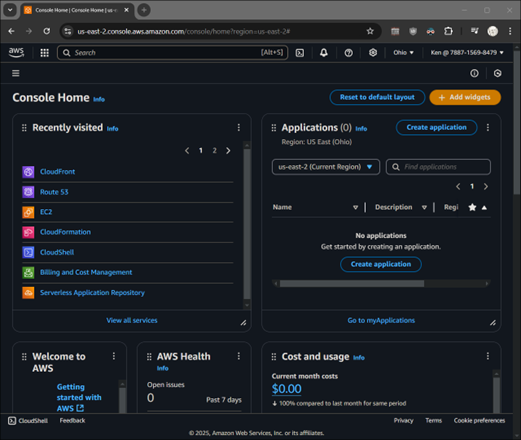 Console Home | Console Home | us-e
us-east-2.console.aws.amazon.com/console/home?region=us-east-2#
aws
Search [Alt+S]
Ohio
Ken @ 7887-1569-8479
Console Home Info
Reset to default layout
+ Add widgets
Recently visited Info
1 2
CloudFront
Route 53
EC2
CloudFormation
CloudShell
Billing and Cost Management
Serverless Application Repository
View all services
Applications (0) Info
Create application
Region: US East (Ohio)
us-east-2 (Current Region)
Find applications
1
Name Description Regi
No applications
Get started by creating an application.
Create application
Go to myApplications
Welcome to
AWS
Getting
started with
AWS
AWS Health
Info
Open issues
0 Past 7 days
Cost and usage Info
Current month costs
$0.00
↓ 100% compared to last month for same period
CloudShell Feedback Privacy Terms Cookie preferences
© 2025, Amazon Web Services, Inc. or its affiliates.